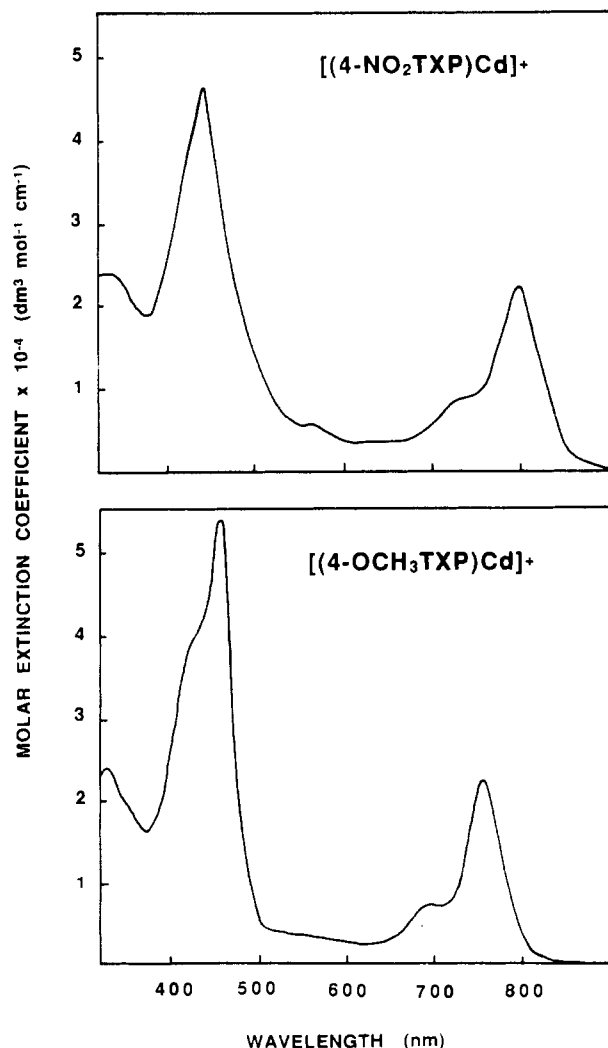 [(4-NO₂TXP)Cd]+
5
4
3
2
1
[(4-OCH₃TXP)Cd]+
5
4
3
2
1
400 500 600 700 800
WAVELENGTH (nm)
MOLAR EXTINCTION COEFFICIENT x 10⁻⁴ (dm³ mol⁻¹ cm⁻¹)